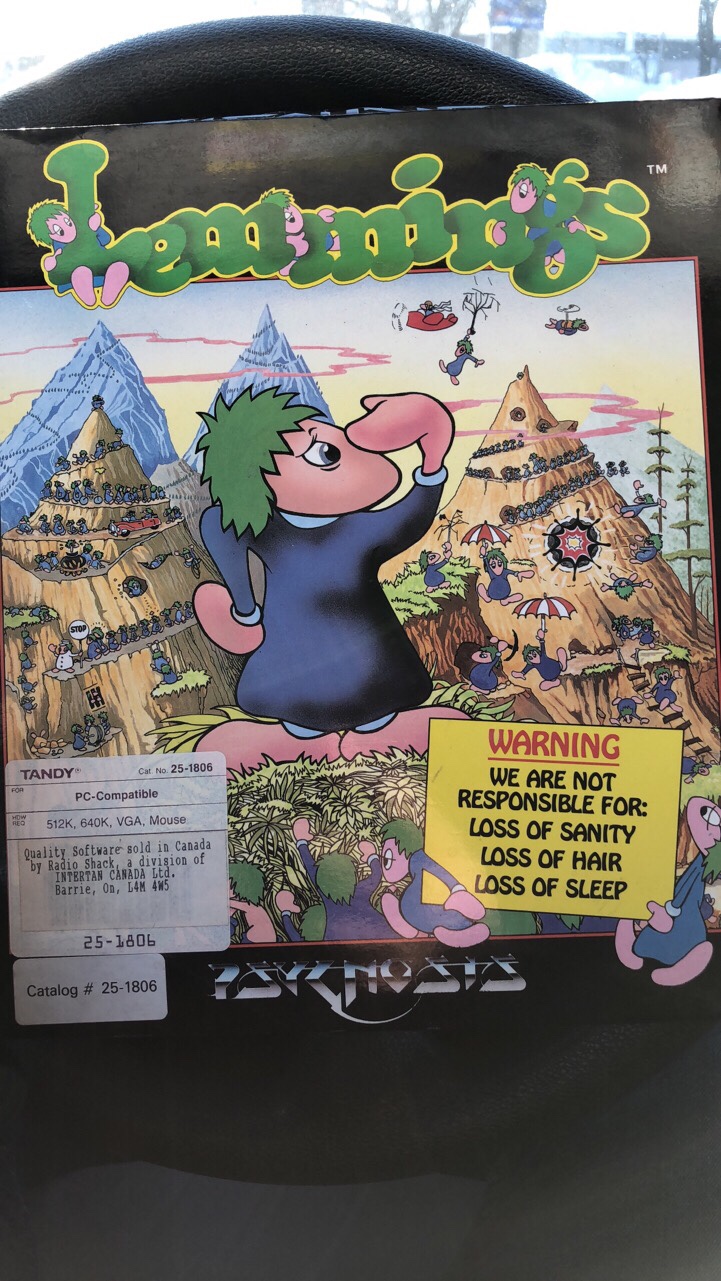 Lemmings
TM
STOP
TANDY® Cat. No. 25-1806
FOR PC-Compatible
HDW REQ 512K, 640K, VGA, Mouse
Quality Software sold in Canada
by Radio Shack, a division of
INTERTAN CANADA Ltd.
Barrie, On, L4M 4W5
25-1806
Catalog # 25-1806
WARNING
WE ARE NOT
RESPONSIBLE FOR:
LOSS OF SANITY
LOSS OF HAIR
LOSS OF SLEEP
PSYGNOSIS